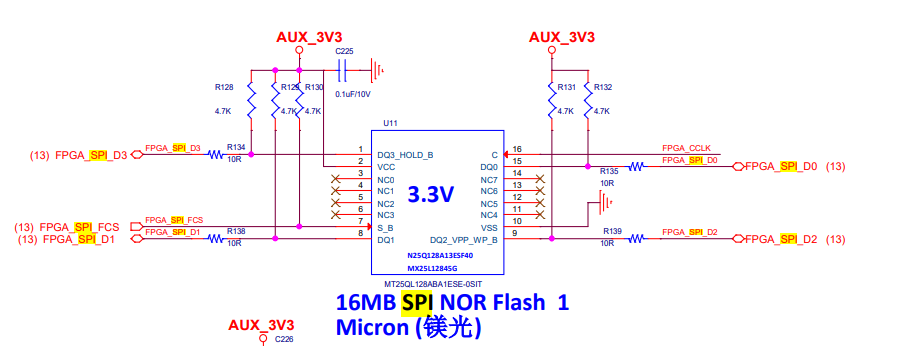 AUX_3V3
AUX_3V3
C225
0.1uF/10V
R128
4.7K
R129
4.7K
R130
4.7K
R131
4.7K
R132
4.7K
U11
(13) FPGA_SPI_D3
FPGA_SPI_D3
R134
10R
1
DQ3_HOLD_B
2
VCC
3
NC0
4
NC1
5
NC2
6
NC3
(13) FPGA_SPI_FCS
FPGA_SPI_FCS
7
S_B
(13) FPGA_SPI_D1
FPGA_SPI_D1
R138
10R
8
DQ1
3.3V
C
16
FPGA_CCLK
DQ0
15
FPGA_SPI_D0
R135
10R
FPGA_SPI_D0 (13)
NC7
14
NC6
13
NC5
12
NC4
11
VSS
10
DQ2_VPP_WP_B
9
R139
10R
FPGA_SPI_D2
FPGA_SPI_D2 (13)
N25Q128A13ESF40
MX25L12845G
MT25QL128ABA1ESE-0SIT
16MB SPI NOR Flash 1
Micron (镁光)
AUX_3V3
C226